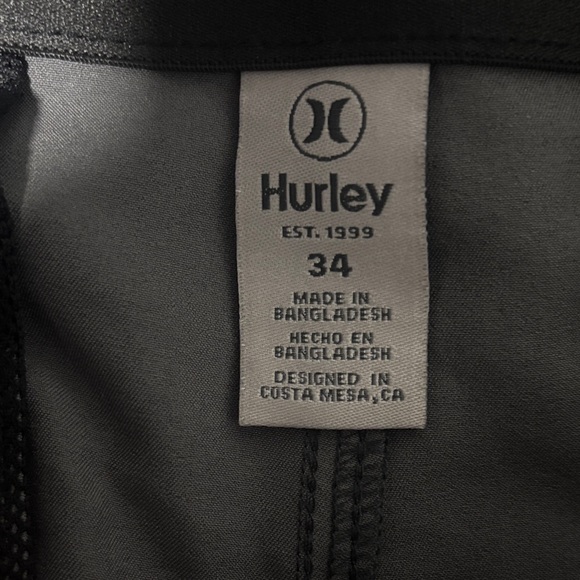 Hurley
EST. 1999
34
MADE IN
BANGLADESH
HECHO EN
BANGLADESH
DESIGNED IN
COSTA MESA, CA